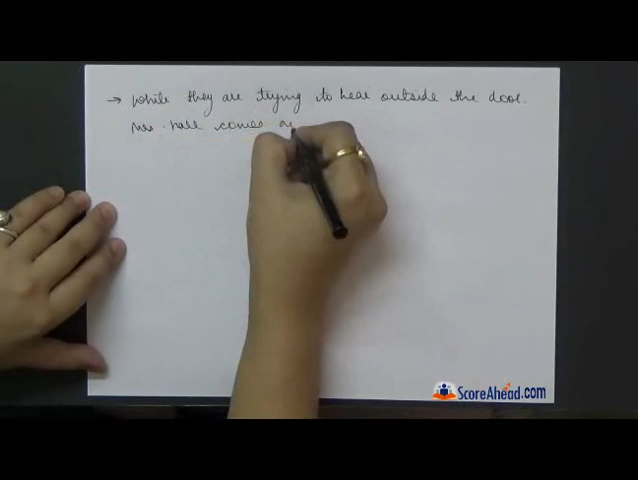 → while they are trying to hear outside the door.
Mrs. Hall comes a
ScoreAhead.com